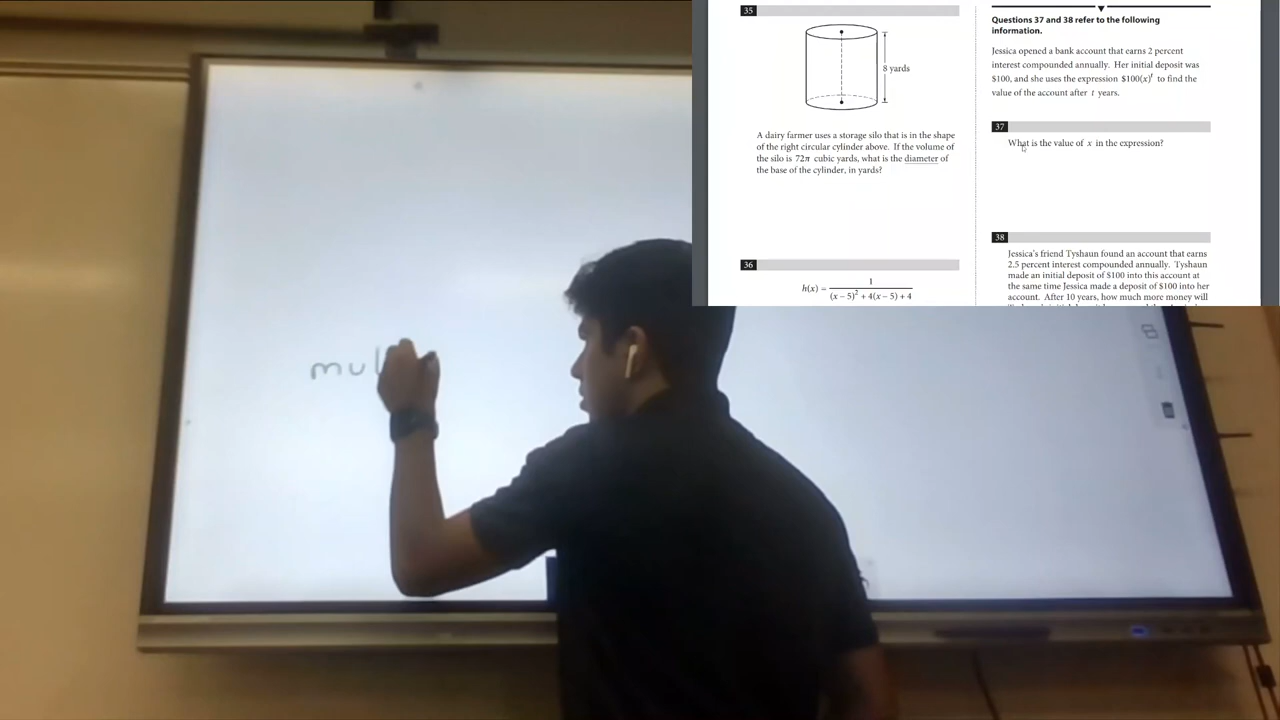 35
8 yards
A dairy farmer uses a storage silo that is in the shape
of the right circular cylinder above. If the volume of
the silo is 72π cubic yards, what is the diameter of
the base of the cylinder, in yards?
36
h(x) = 1 / (x – 5)² + 4(x – 5) + 4
Questions 37 and 38 refer to the following
information.
Jessica opened a bank account that earns 2 percent
interest compounded annually. Her initial deposit was
$100, and she uses the expression $100(x)ᵗ to find the
value of the account after t years.
37
What is the value of x in the expression?
38
Jessica's friend Tyshaun found an account that earns
2.5 percent interest compounded annually. Tyshaun
made an initial deposit of $100 into this account at
the same time Jessica made a deposit of $100 into her
account. After 10 years, how much more money will
mul